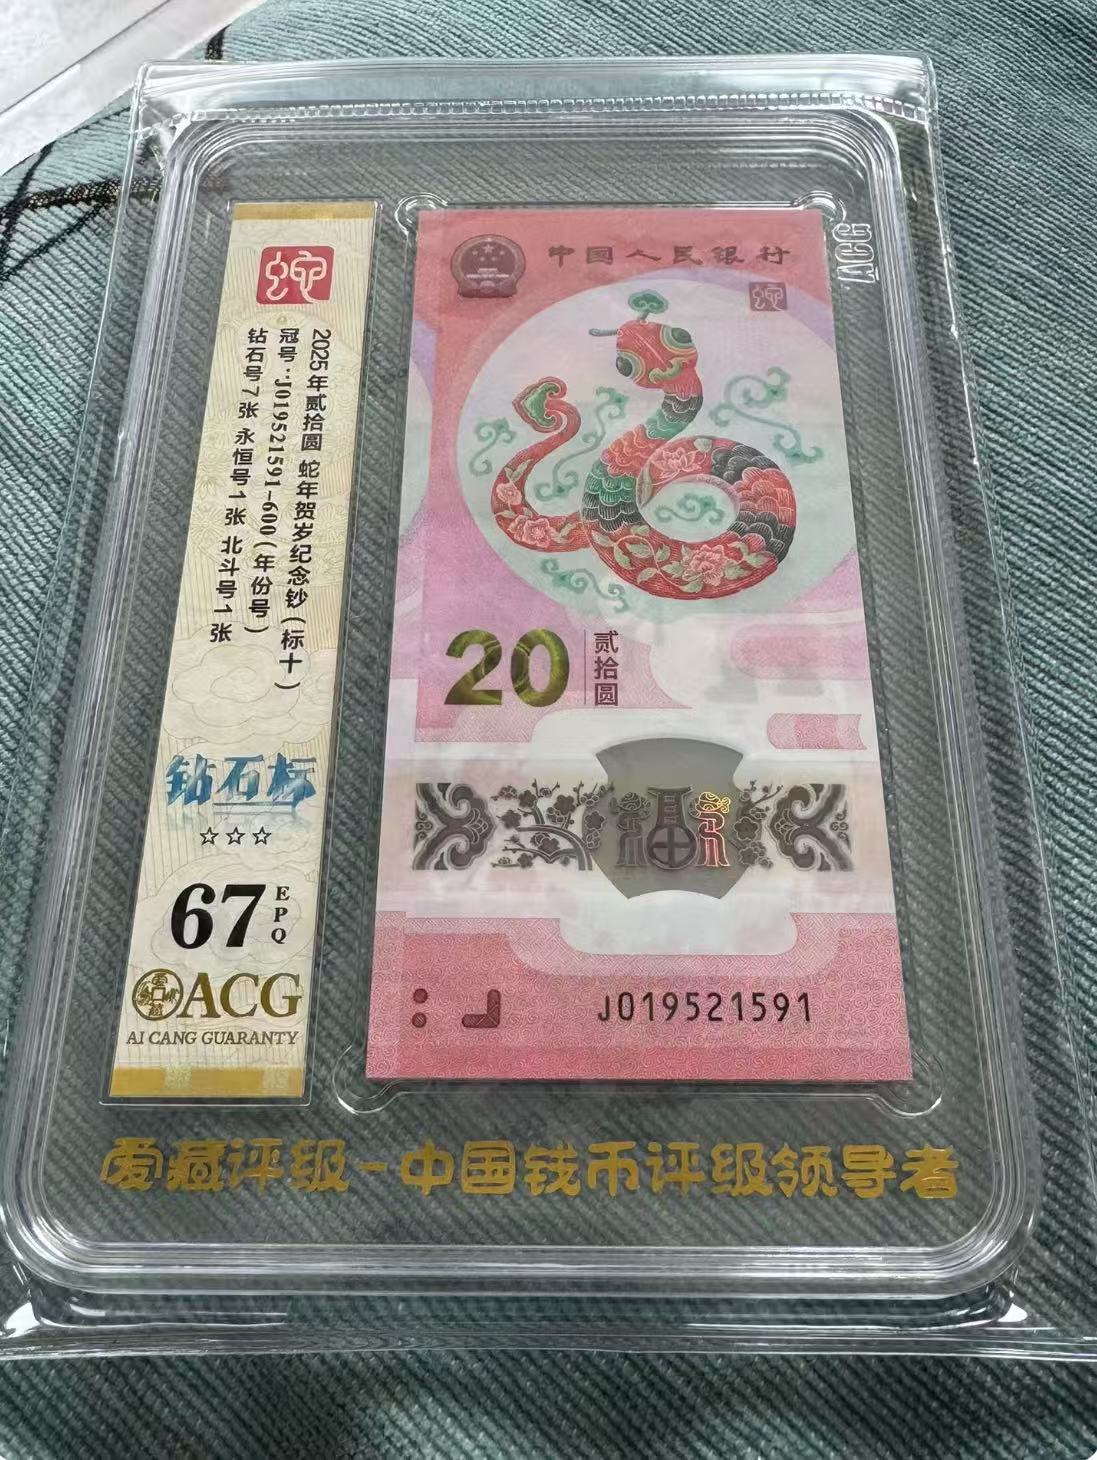 蛇
2025年贰拾圆 蛇年贺岁纪念钞(标十)
冠号:J019521591-600(年份号)
钻石号7张 永恒号1张 北斗号1张
钻石标
☆☆☆
67
EPQ
ACG
AI CANG GUARANTY
中国人民银行
蛇
20
贰拾圆
福
J019521591
ACG
爱藏评级-中国钱币评级领导者